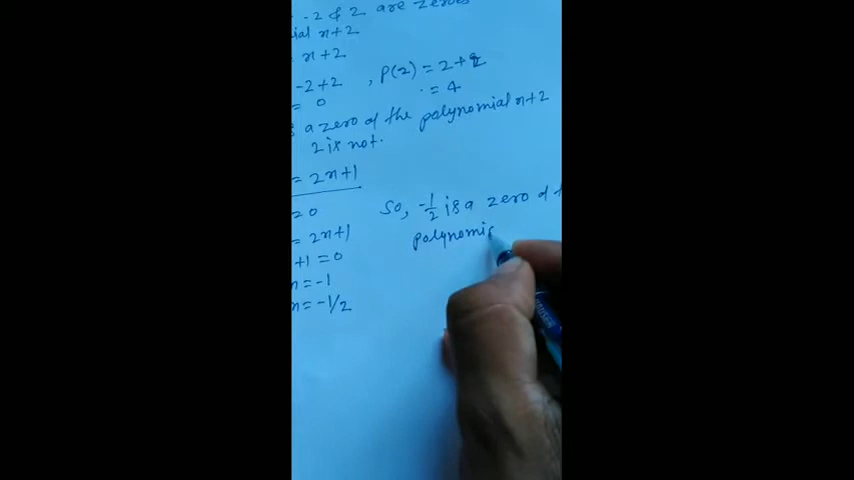 -2 & 2 are zeroes
ial x+2
= x+2
-2+2 , P(2) = 2+2
= 0 . = 4
a zero of the polynomial x+2
2 is not.
= 2x+1
= 0
= 2x+1
+1 = 0
x = -1
x = -1/2
So, -1/2 is a zero of t
polynomi